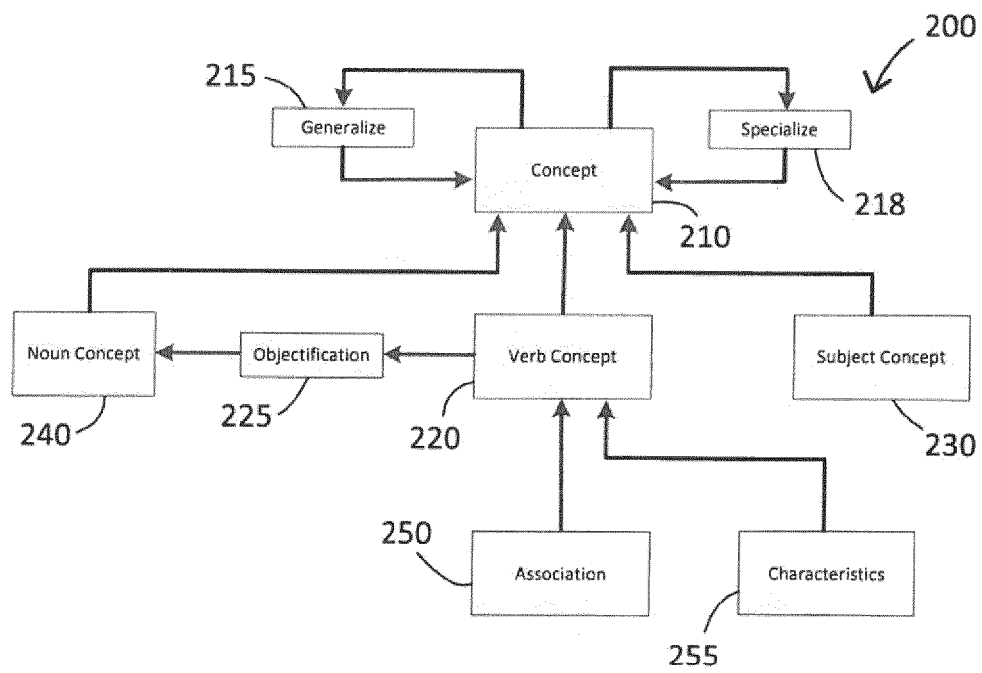 200
215
Generalize
Specialize
Concept
218
210
Noun Concept
Objectification
Verb Concept
Subject Concept
240
225
220
230
250
Association
Characteristics
255